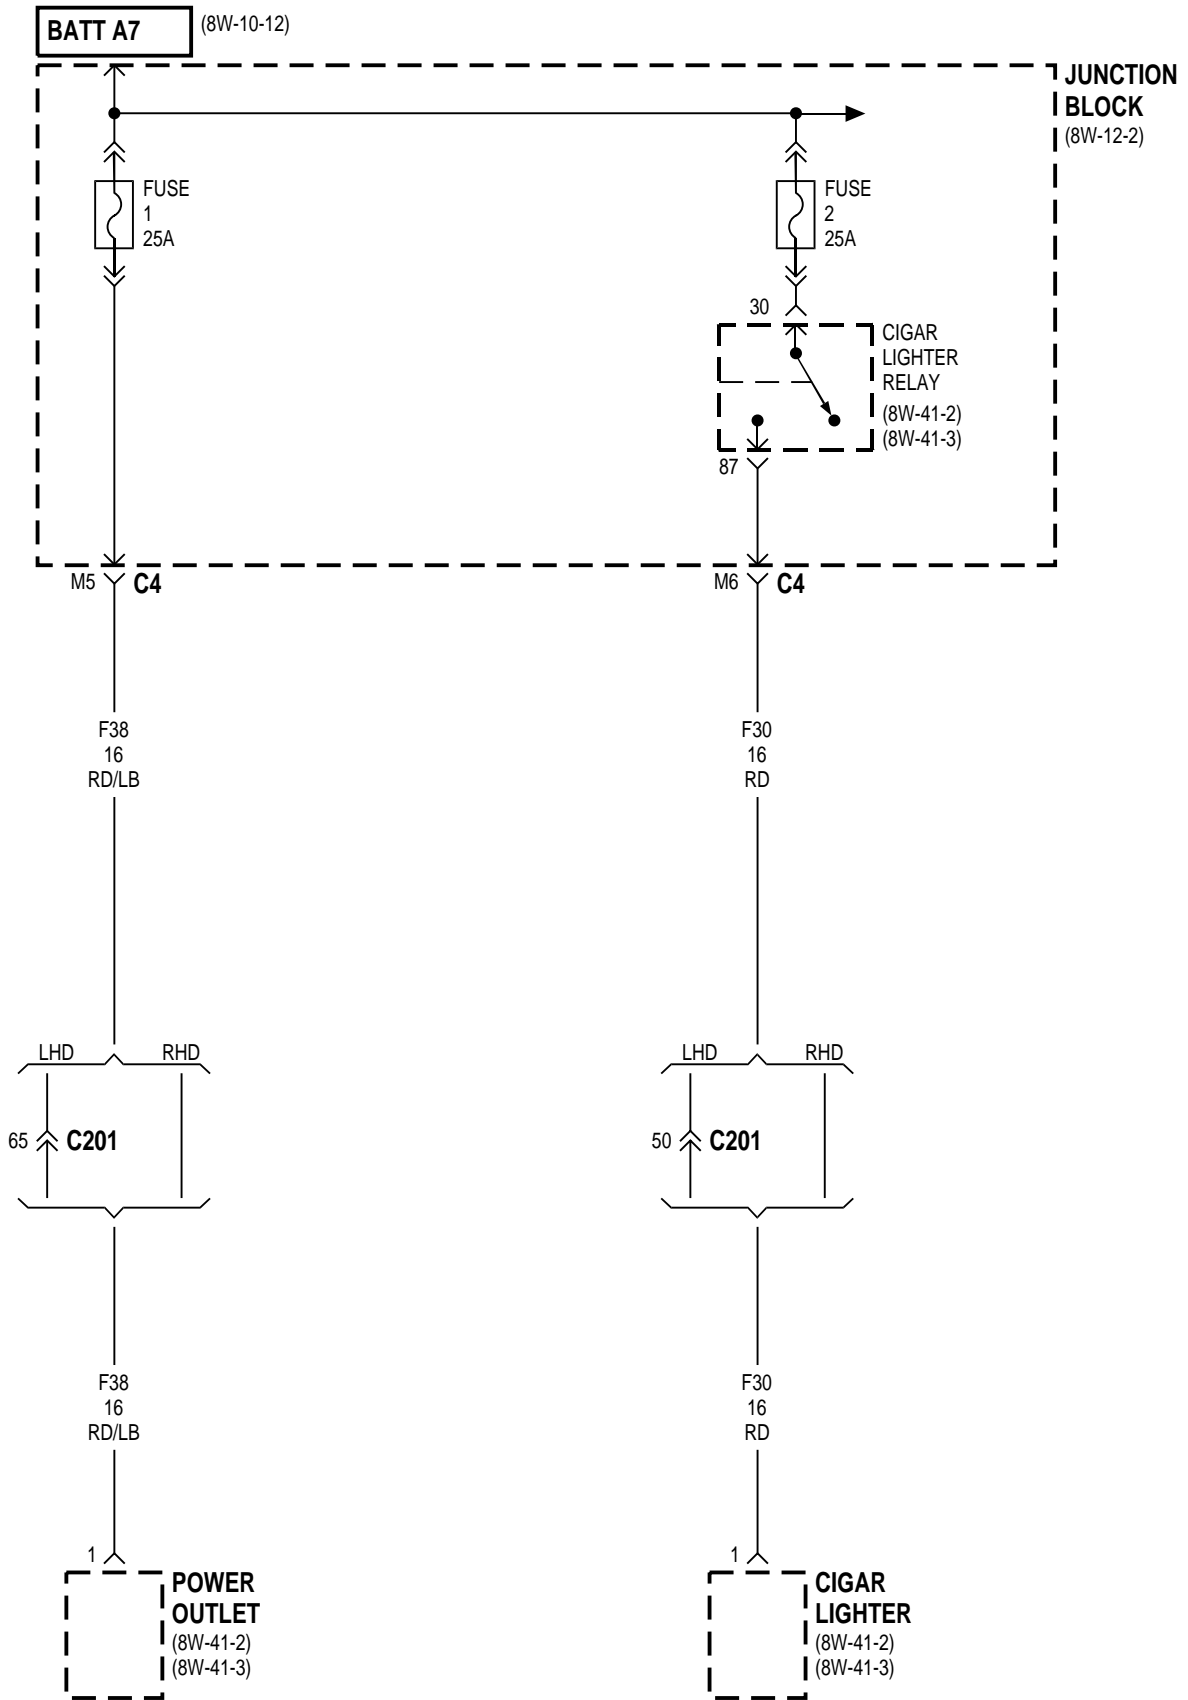 BATT A7
(8W-10-12)
JUNCTION
BLOCK
(8W-12-2)
FUSE
1
25A
FUSE
2
25A
30
CIGAR
LIGHTER
RELAY
(8W-41-2)
(8W-41-3)
87
M5
C4
M6
C4
F38
16
RD/LB
F30
16
RD
LHD
RHD
LHD
RHD
65
C201
50
C201
F38
16
RD/LB
F30
16
RD
1
POWER
OUTLET
(8W-41-2)
(8W-41-3)
1
CIGAR
LIGHTER
(8W-41-2)
(8W-41-3)